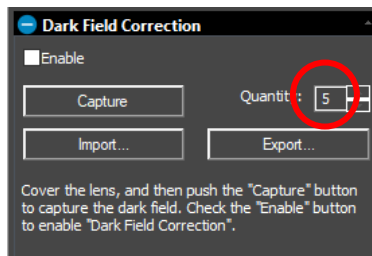 Dark Field Correction
Enable
Capture Quantity: 5
Import... Export...
Cover the lens, and then push the "Capture" button
to capture the dark field. Check the "Enable" button
to enable "Dark Field Correction".